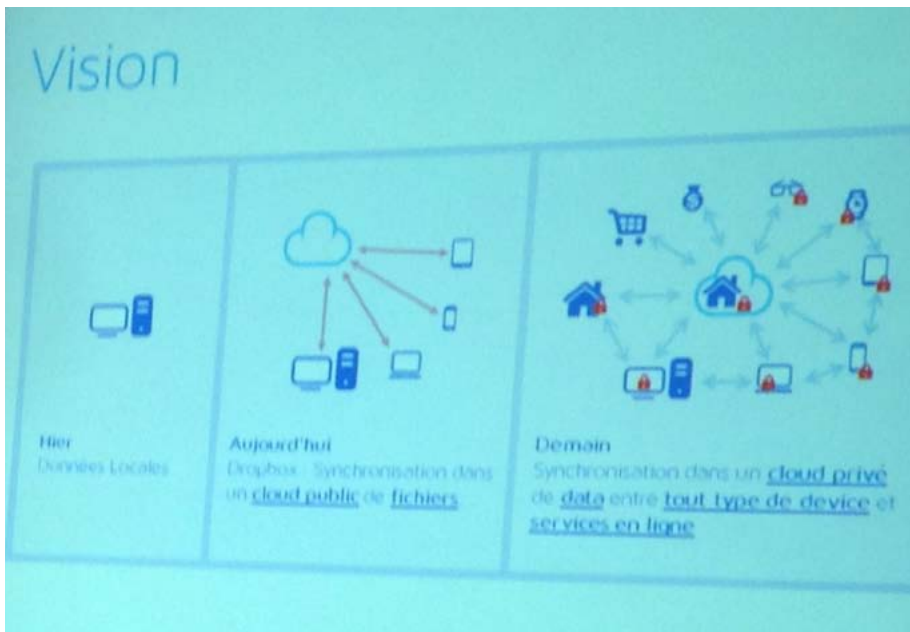 Vision
Hier
Données Locales
Aujourd'hui
Dropbox : Synchronisation dans
un cloud public de fichiers
Demain
Synchronisation dans un cloud privé
de data entre tout type de device et
services en ligne